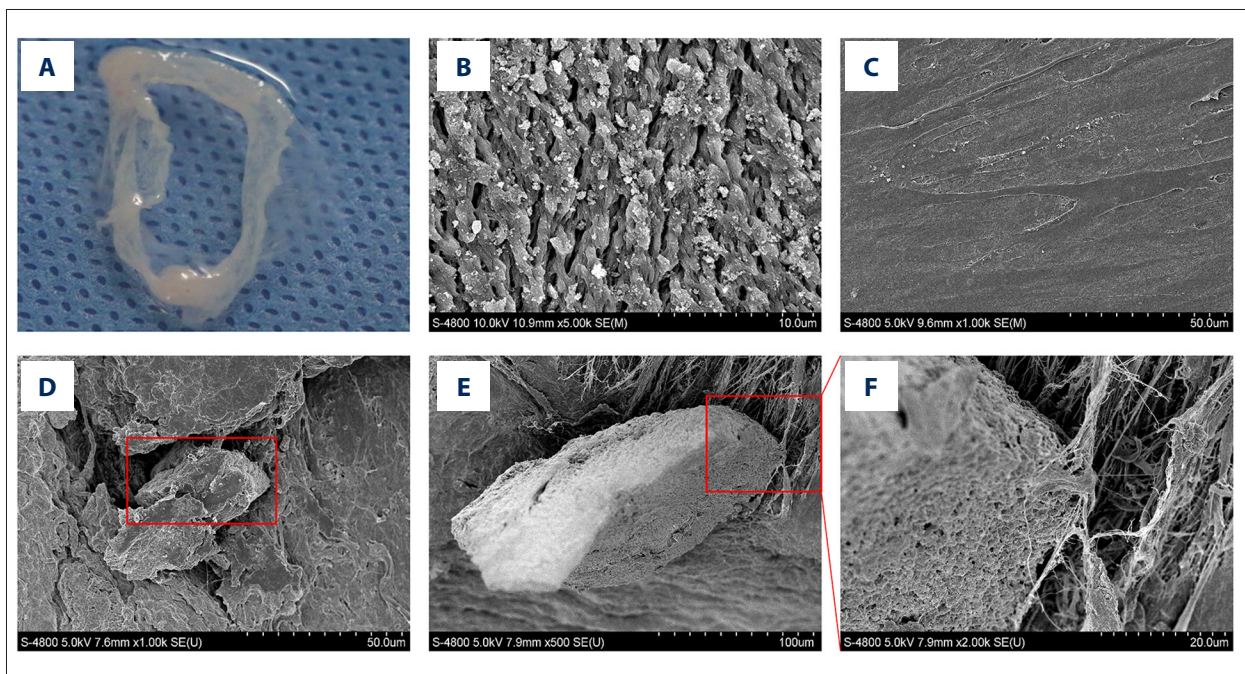 A
B
S-4800 10.0kV 10.9mm x5.00k SE(M) 10.0um
C
S-4800 5.0kV 9.6mm x1.00k SE(M) 50.0um
D
S-4800 5.0kV 7.6mm x1.00k SE(U) 50.0um
E
S-4800 5.0kV 7.9mm x500 SE(U) 100um
F
S-4800 5.0kV 7.9mm x2.00k SE(U) 20.0um